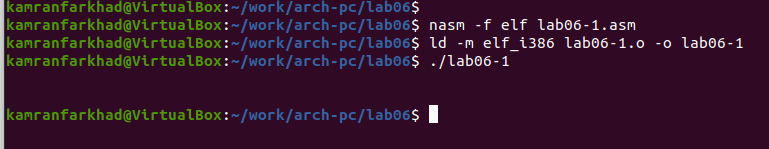 kamranfarkhad@VirtualBox:~/work/arch-pc/lab06$
kamranfarkhad@VirtualBox:~/work/arch-pc/lab06$ nasm -f elf lab06-1.asm
kamranfarkhad@VirtualBox:~/work/arch-pc/lab06$ ld -m elf_i386 lab06-1.o -o lab06-1
kamranfarkhad@VirtualBox:~/work/arch-pc/lab06$ ./lab06-1
kamranfarkhad@VirtualBox:~/work/arch-pc/lab06$